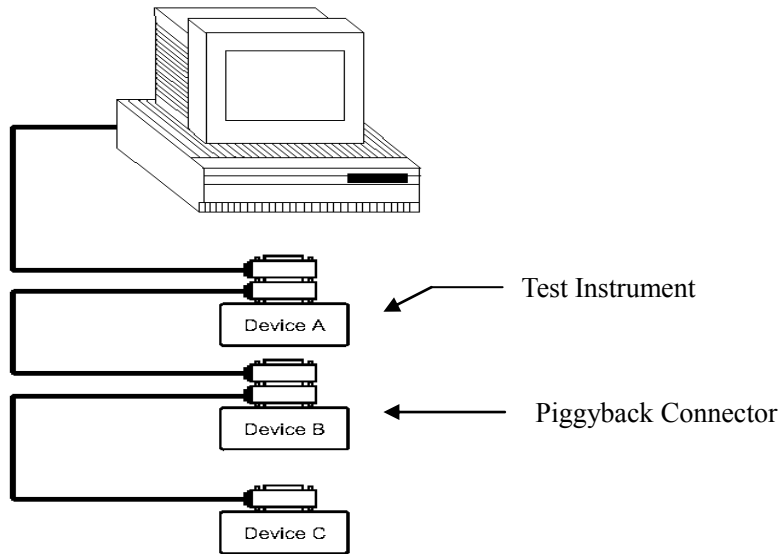 Device A
Test Instrument
Device B
Piggyback Connector
Device C